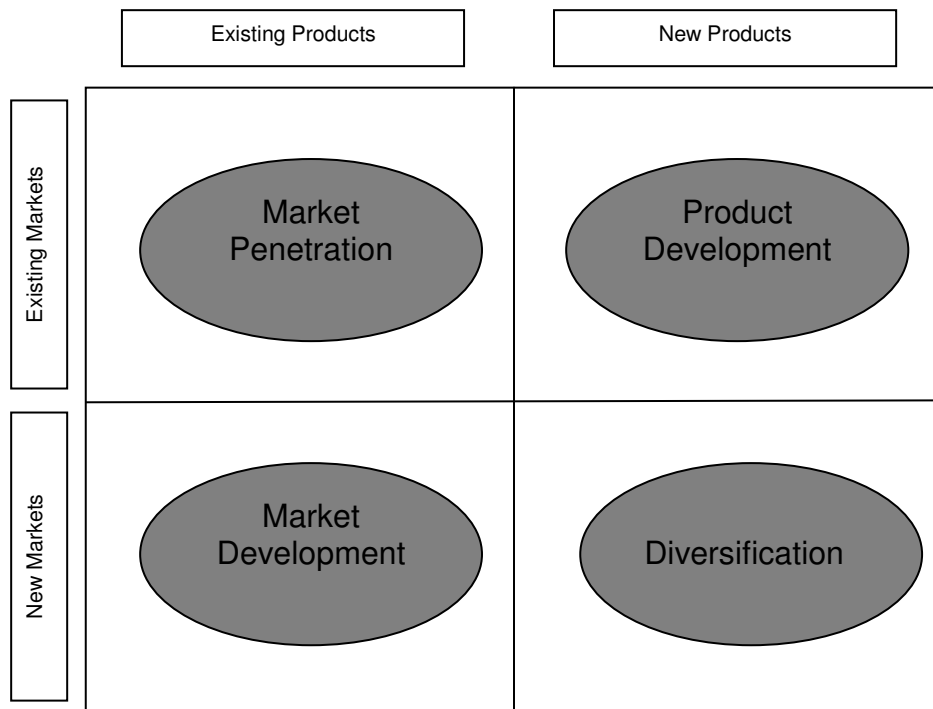 Existing Products
New Products
Existing Markets
Market
Penetration
Product
Development
New Markets
Market
Development
Diversification